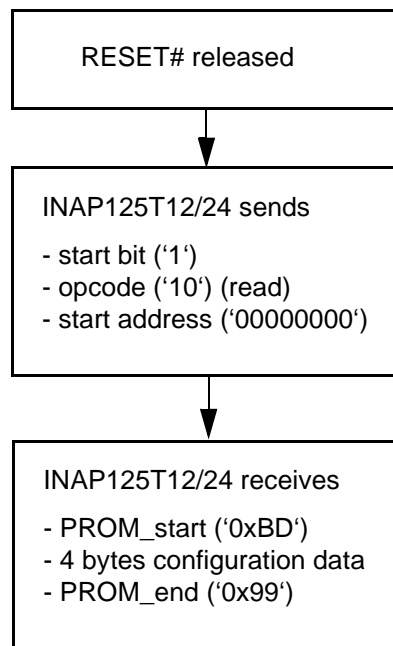 RESET# released
INAP125T12/24 sends
- start bit (‘1‘)
- opcode (‘10‘) (read)
- start address (‘00000000‘)
INAP125T12/24 receives
- PROM_start (‘0xBD‘)
- 4 bytes configuration data
- PROM_end (‘0x99‘)